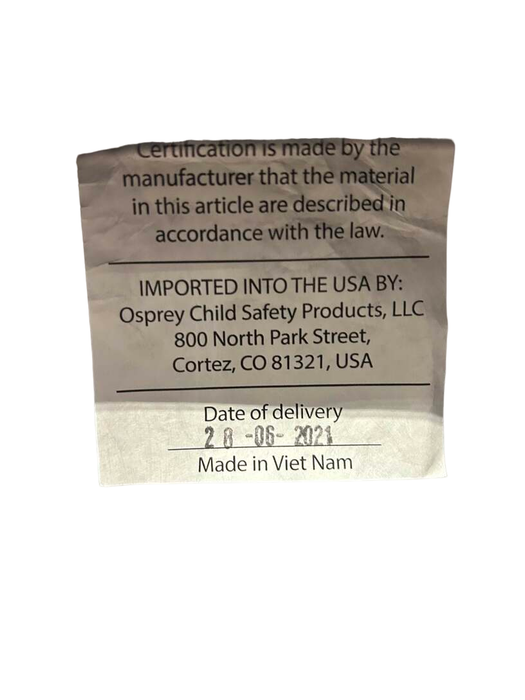 Certification is made by the
manufacturer that the material
in this article are described in
accordance with the law.
IMPORTED INTO THE USA BY:
Osprey Child Safety Products, LLC
800 North Park Street,
Cortez, CO 81321, USA
Date of delivery
28 -06- 2021
Made in Viet Nam